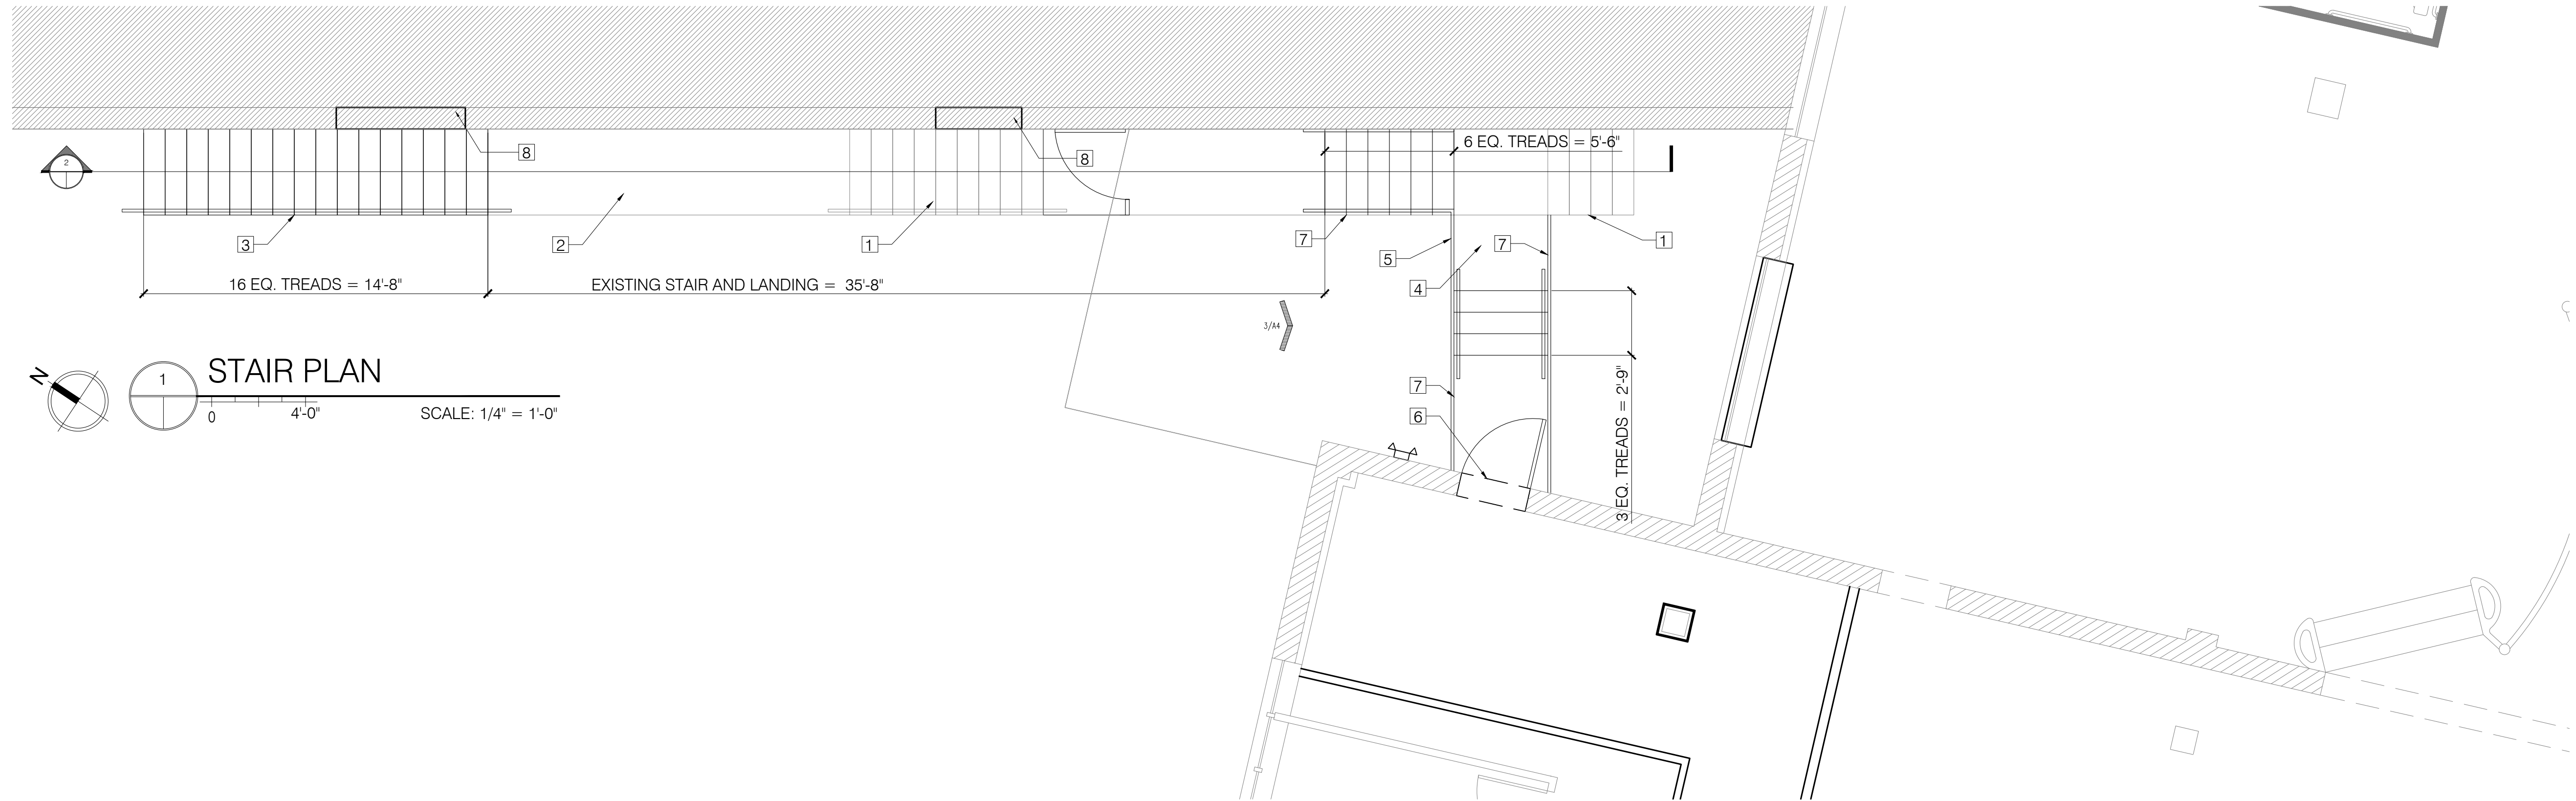 6 EQ. TREADS = 5'-6"
8
8
2
3
2
1
7
5
7
1
4
16 EQ. TREADS = 14'-8"
EXISTING STAIR AND LANDING = 35'-8"
3/A4
N
1
STAIR PLAN
0
4'-0"
SCALE: 1/4" = 1'-0"
7
6
3 EQ. TREADS = 2'-9"